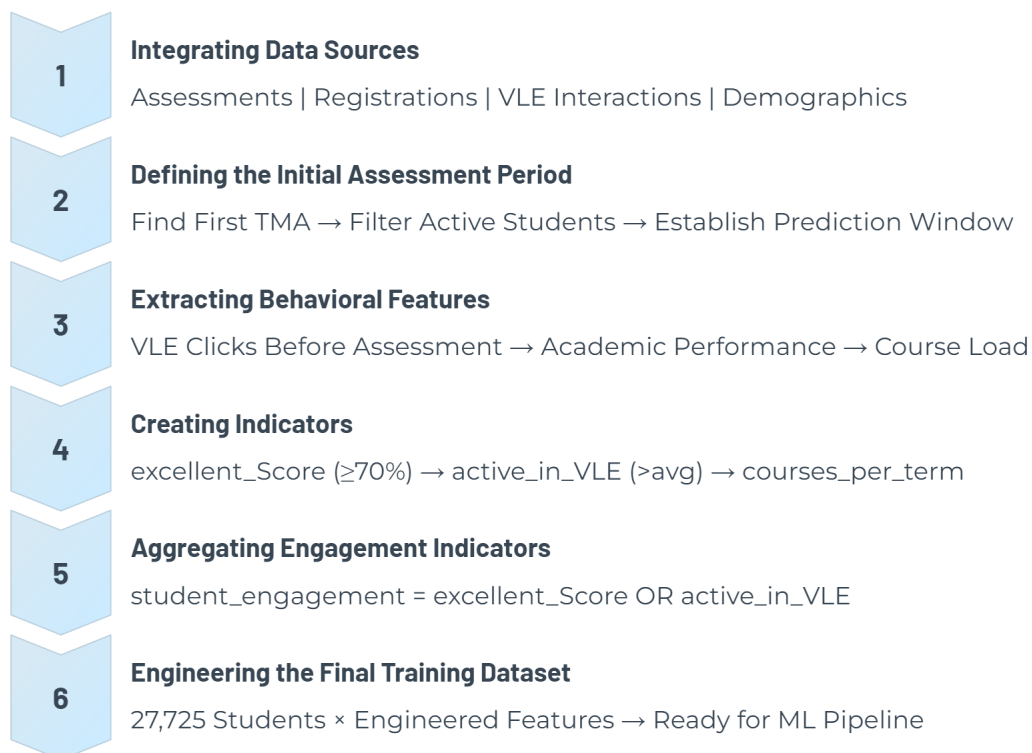 1
Integrating Data Sources
Assessments | Registrations | VLE Interactions | Demographics
2
Defining the Initial Assessment Period
Find First TMA → Filter Active Students → Establish Prediction Window
3
Extracting Behavioral Features
VLE Clicks Before Assessment → Academic Performance → Course Load
4
Creating Indicators
excellent_Score (≥70%) → active_in_VLE (>avg) → courses_per_term
5
Aggregating Engagement Indicators
student_engagement = excellent_Score OR active_in_VLE
6
Engineering the Final Training Dataset
27,725 Students × Engineered Features → Ready for ML Pipeline